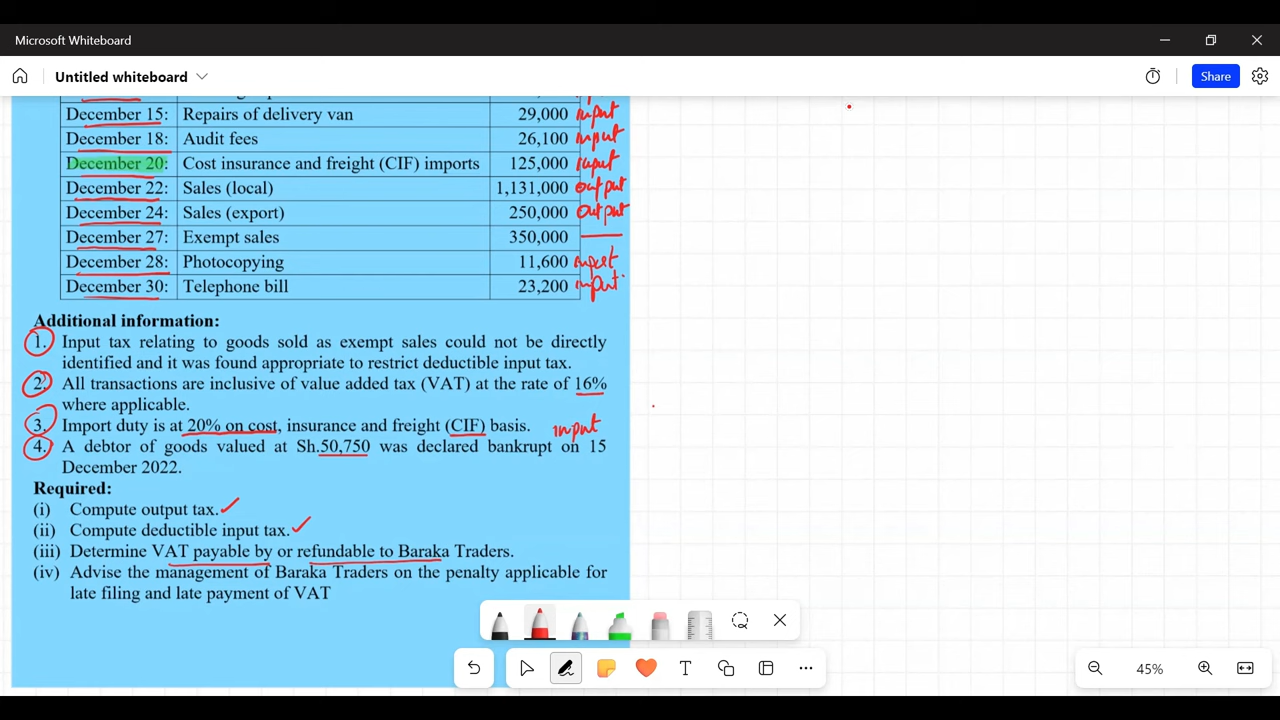 Microsoft Whiteboard
Untitled whiteboard
Share
December 15: Repairs of delivery van 29,000 input
December 18: Audit fees 26,100 input
December 20: Cost insurance and freight (CIF) imports 125,000 input
December 22: Sales (local) 1,131,000 output
December 24: Sales (export) 250,000 output
December 27: Exempt sales 350,000
December 28: Photocopying 11,600 input
December 30: Telephone bill 23,200 input
Additional information:
1. Input tax relating to goods sold as exempt sales could not be directly
identified and it was found appropriate to restrict deductible input tax.
2. All transactions are inclusive of value added tax (VAT) at the rate of 16%
where applicable.
3. Import duty is at 20% on cost, insurance and freight (CIF) basis. input
4. A debtor of goods valued at Sh.50,750 was declared bankrupt on 15
December 2022.
Required:
(i) Compute output tax.
(ii) Compute deductible input tax.
(iii) Determine VAT payable by or refundable to Baraka Traders.
(iv) Advise the management of Baraka Traders on the penalty applicable for
late filing and late payment of VAT
45%